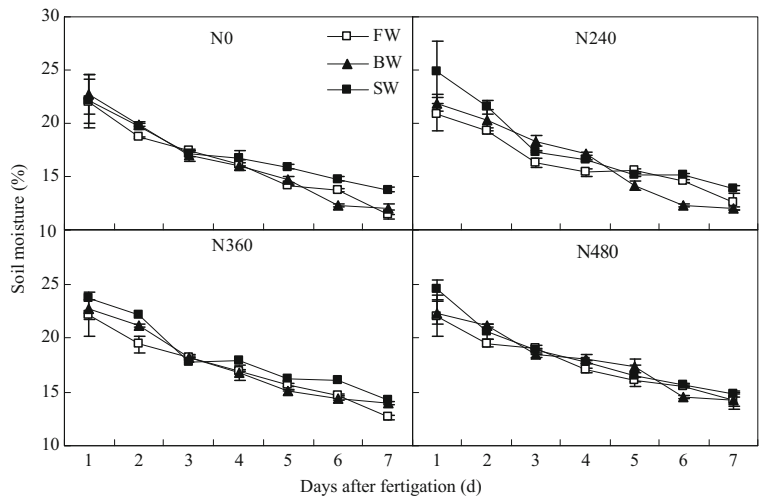 30
25
20
15
10
N0
FW
BW
SW
N240
Soil moisture (%)
N360
N480
25
20
15
10
1 2 3 4 5 6 7 1 2 3 4 5 6 7
Days after fertigation (d)